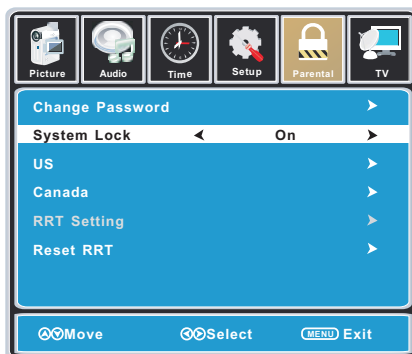 Picture Audio Time Setup Parental TV
Change Password
System Lock On
US
Canada
RRT Setting
Reset RRT
Move Select MENU Exit